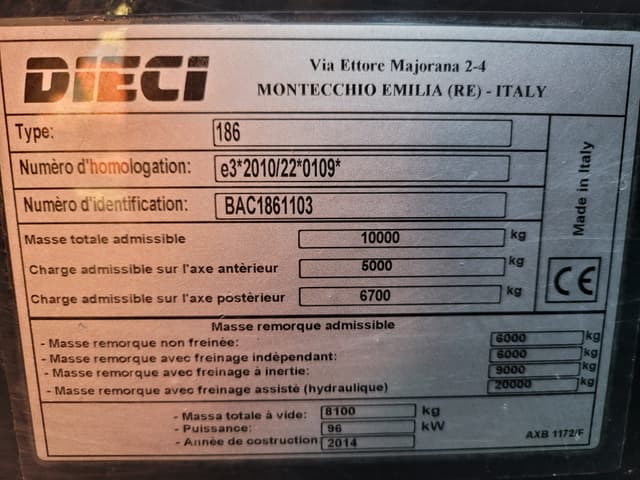 DIECI
Via Ettore Majorana 2-4
MONTECCHIO EMILIA (RE) - ITALY
Type: 186
Numèro d'homologation: e3*2010/22*0109*
Numèro d'identification: BAC1861103
Made in Italy
Masse totale admissible 10000 kg
Charge admissible sur l'axe antèrieur 5000 kg
Charge admissible sur l'axe postèrieur 6700 kg
CE
Masse remorque admissible
- Masse remorque non freinée: 6000 kg
- Masse remorque avec freinage indépendant: 6000 kg
- Masse remorque avec freinage à inertie: 9000 kg
- Masse remorque avec freinage assisté (hydraulique) 20000 kg
- Massa totale à vide: 8100 kg
- Puissance: 96 kW
- Année de costruction 2014
AXB 1172/F